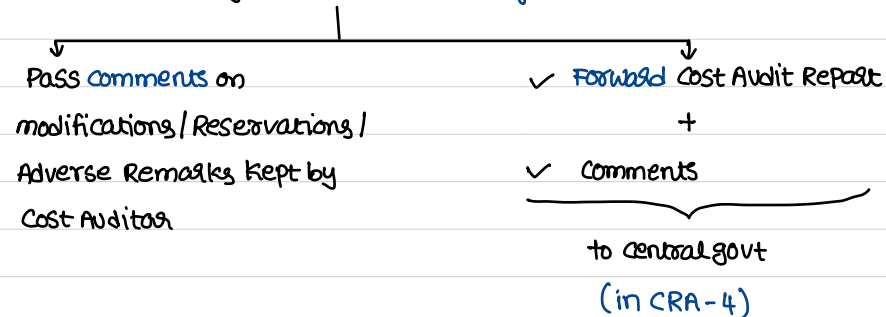 Pass comments on
modifications/Reservations/
Adverse Remarks kept by
Cost Auditor
✓ Forward Cost Audit Report
+
✓ Comments
to central govt
(in CRA-4)